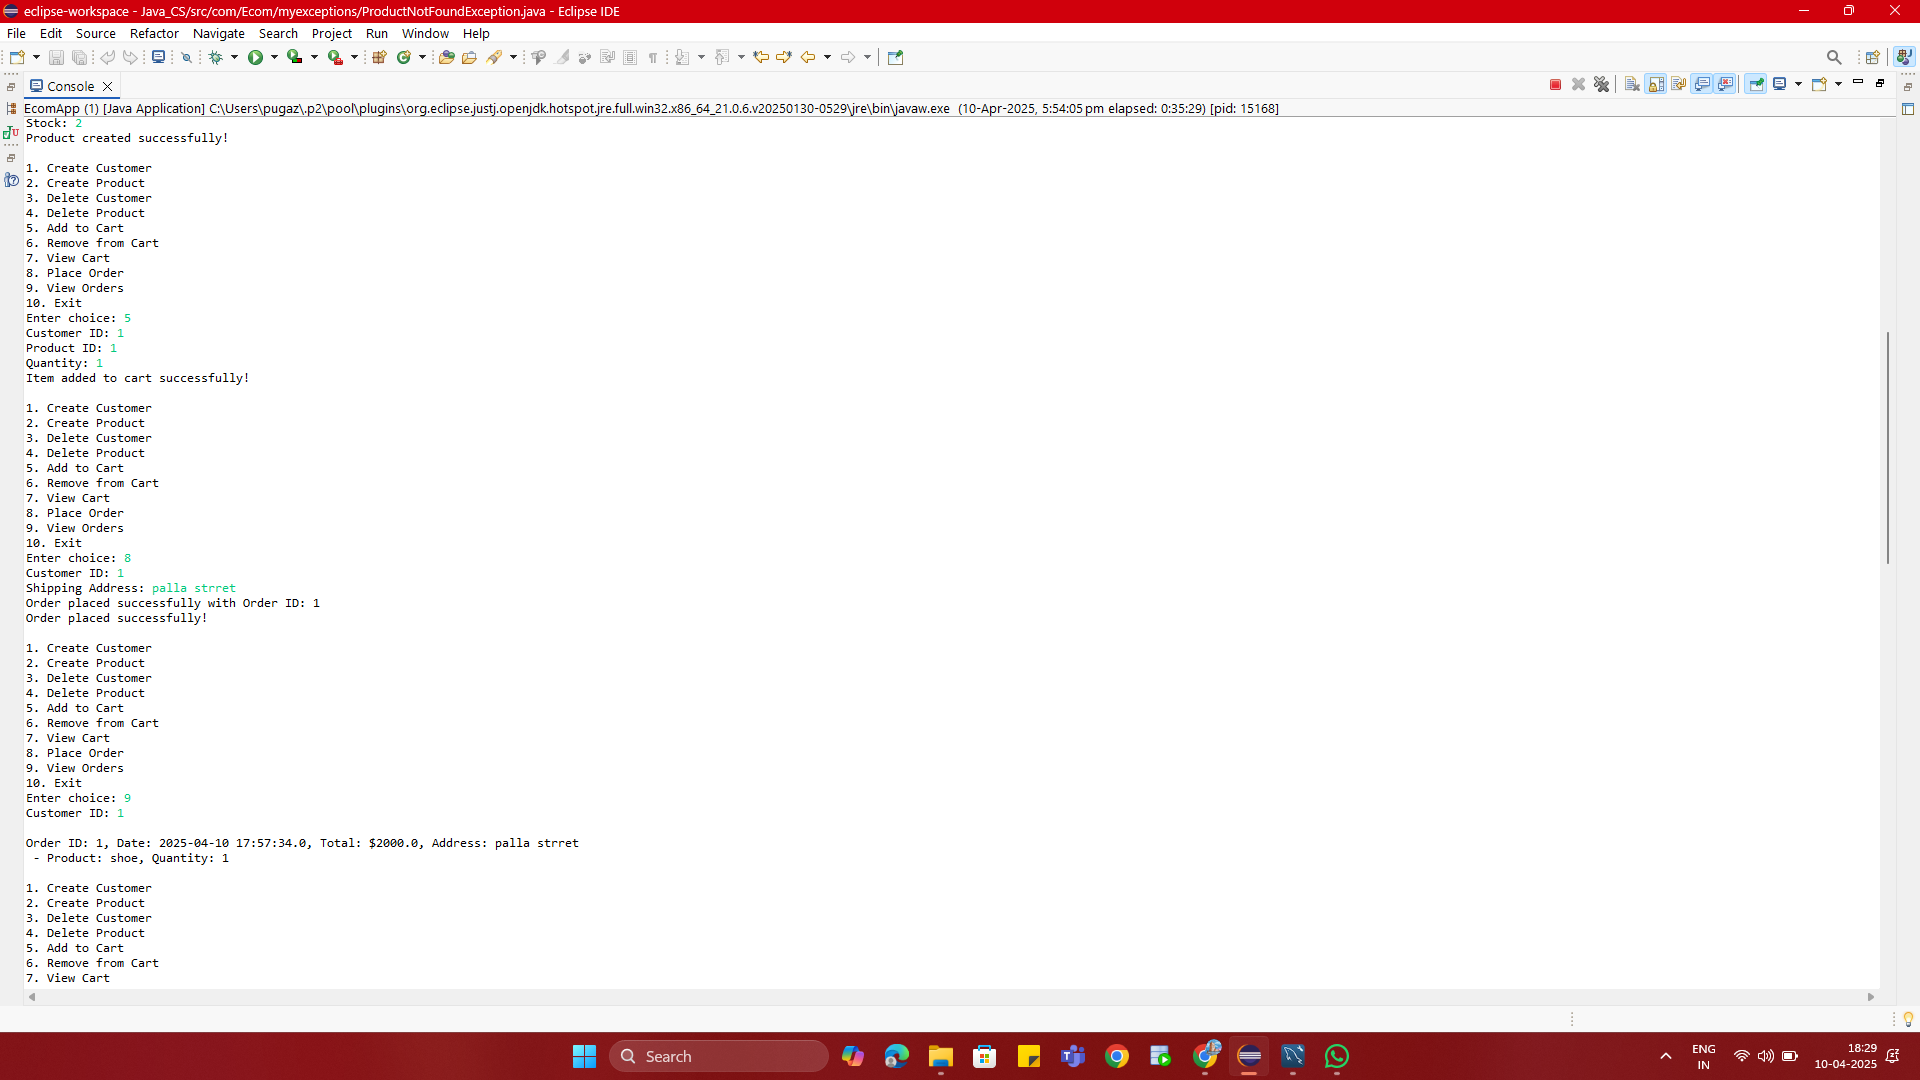 eclipse-workspace - Java_CS/src/com/Ecom/myexceptions/ProductNotFoundException.java - Eclipse IDE
File Edit Source Refactor Navigate Search Project Run Window Help
Console
EcomApp (1) [Java Application] C:\Users\pugaz\.p2\pool\plugins\org.eclipse.justj.openjdk.hotspot.jre.full.win32.x86_64_21.0.6.v20250130-0529\jre\bin\javaw.exe (10-Apr-2025, 5:54:05 pm elapsed: 0:35:29) [pid: 15168]
Stock: 2
Product created successfully!
1. Create Customer
2. Create Product
3. Delete Customer
4. Delete Product
5. Add to Cart
6. Remove from Cart
7. View Cart
8. Place Order
9. View Orders
10. Exit
Enter choice: 5
Customer ID: 1
Product ID: 1
Quantity: 1
Item added to cart successfully!
1. Create Customer
2. Create Product
3. Delete Customer
4. Delete Product
5. Add to Cart
6. Remove from Cart
7. View Cart
8. Place Order
9. View Orders
10. Exit
Enter choice: 8
Customer ID: 1
Shipping Address: palla strret
Order placed successfully with Order ID: 1
Order placed successfully!
1. Create Customer
2. Create Product
3. Delete Customer
4. Delete Product
5. Add to Cart
6. Remove from Cart
7. View Cart
8. Place Order
9. View Orders
10. Exit
Enter choice: 9
Customer ID: 1
Order ID: 1, Date: 2025-04-10 17:57:34.0, Total: $2000.0, Address: palla strret
- Product: shoe, Quantity: 1
1. Create Customer
2. Create Product
3. Delete Customer
4. Delete Product
5. Add to Cart
6. Remove from Cart
7. View Cart
Search
ENG
IN
18:29
10-04-2025